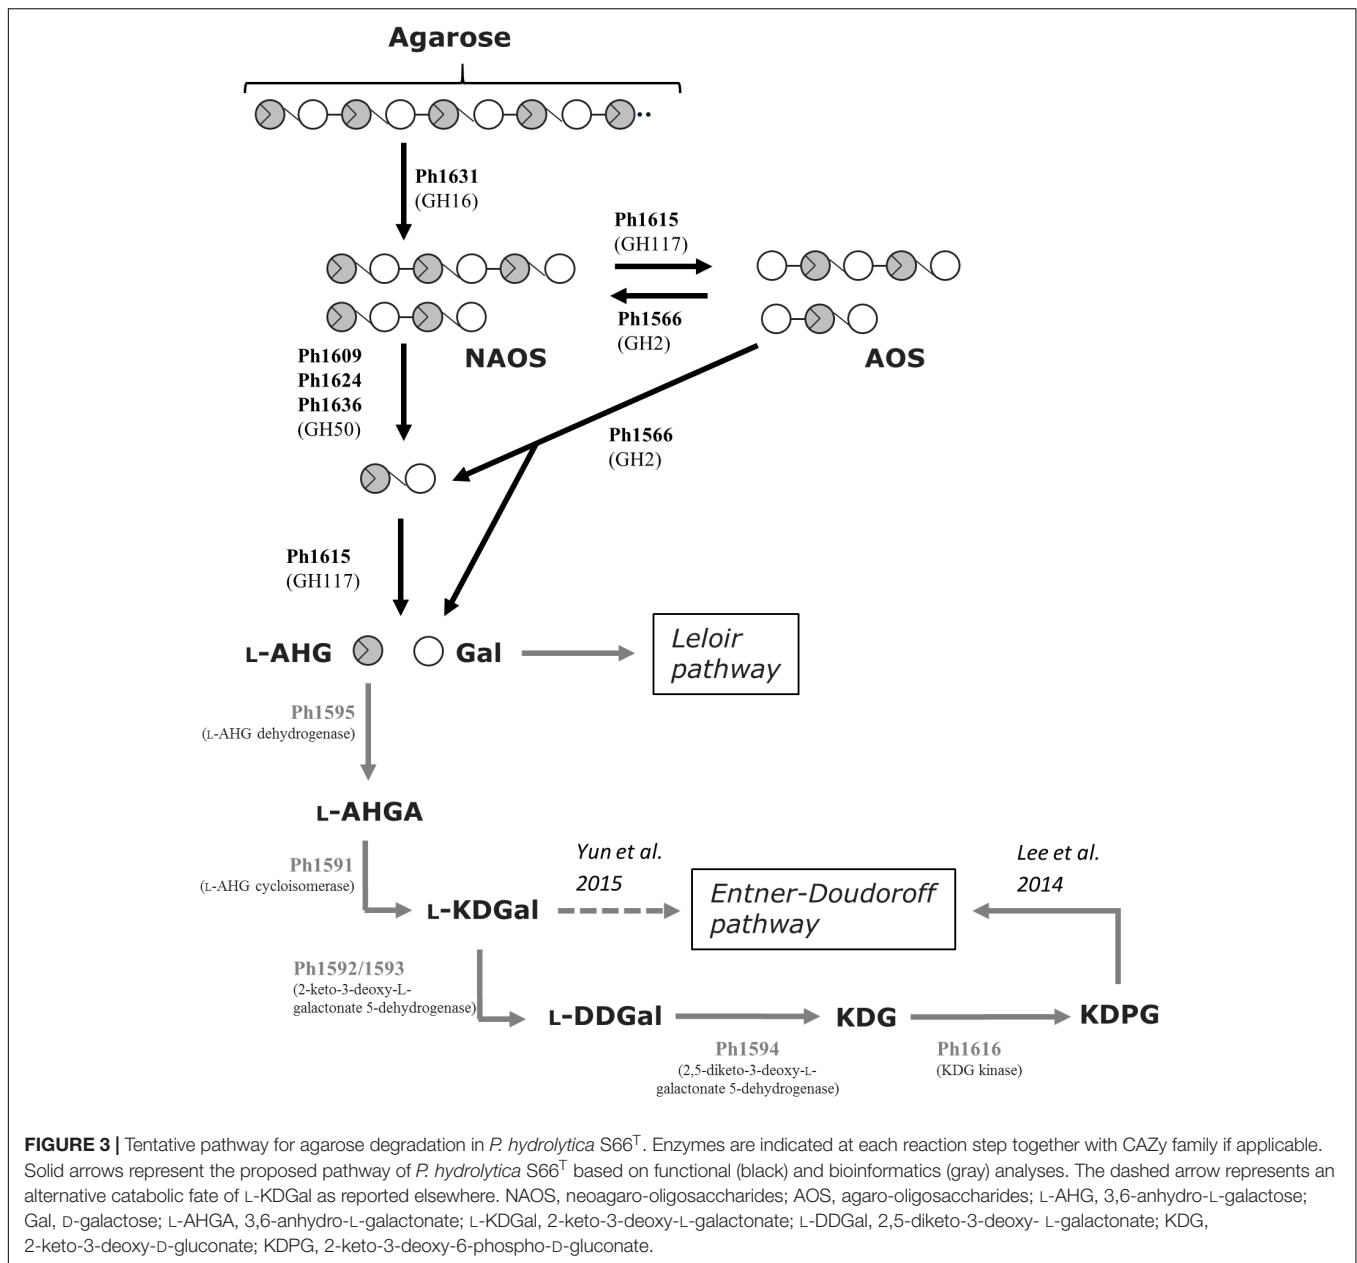 Agarose
Ph1631
(GH16)
Ph1615
(GH117)
Ph1566
(GH2)
NAOS
AOS
Ph1609
Ph1624
Ph1636
(GH50)
Ph1566
(GH2)
Ph1615
(GH117)
L-AHG
Gal
Leloir
pathway
Ph1595
(L-AHG dehydrogenase)
L-AHGA
Ph1591
(L-AHG cycloisomerase)
L-KDGal
Yun et al.
2015
Entner-Doudoroff
pathway
Lee et al.
2014
Ph1592/1593
(2-keto-3-deoxy-L-
galactonate 5-dehydrogenase)
L-DDGal
KDG
KDPG
Ph1594
(2,5-diketo-3-deoxy-L-
galactonate 5-dehydrogenase)
Ph1616
(KDG kinase)
FIGURE 3 | Tentative pathway for agarose degradation in P. hydrolytica S66T. Enzymes are indicated at each reaction step together with CAZy family if applicable.
Solid arrows represent the proposed pathway of P. hydrolytica S66T based on functional (black) and bioinformatics (gray) analyses. The dashed arrow represents an
alternative catabolic fate of L-KDGal as reported elsewhere. NAOS, neoagaro-oligosaccharides; AOS, agaro-oligosaccharides; L-AHG, 3,6-anhydro-L-galactose;
Gal, D-galactose; L-AHGA, 3,6-anhydro-L-galactonate; L-KDGal, 2-keto-3-deoxy-L-galactonate; L-DDGal, 2,5-diketo-3-deoxy- L-galactonate; KDG,
2-keto-3-deoxy-D-gluconate; KDPG, 2-keto-3-deoxy-6-phospho-D-gluconate.